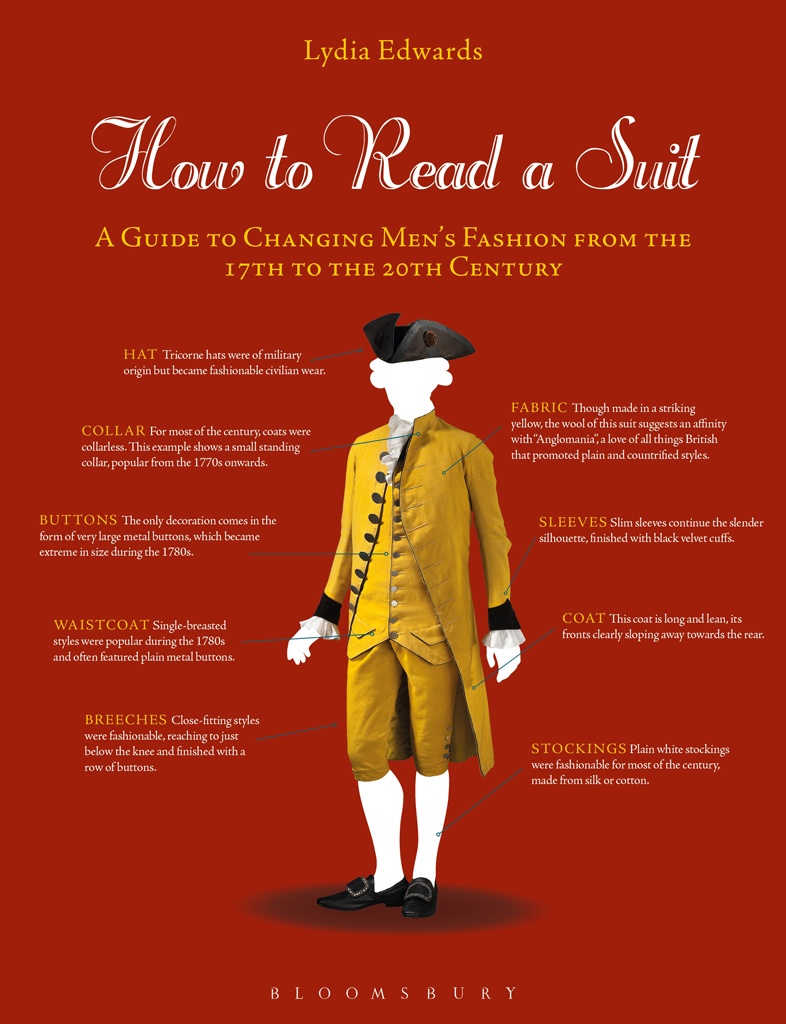 Lydia Edwards
How to Read a Suit
A Guide to Changing Men's Fashion from the
17th to the 20th Century
HAT Tricorne hats were of military
origin but became fashionable civilian wear.
COLLAR For most of the century, coats were
collarless. This example shows a small standing
collar, popular from the 1770s onwards.
FABRIC Though made in a striking
yellow, the wool of this suit suggests an affinity
with "Anglomania", a love of all things British
that promoted plain and countrified styles.
BUTTONS The only decoration comes in the
form of very large metal buttons, which became
extreme in size during the 1780s.
SLEEVES Slim sleeves continue the slender
silhouette, finished with black velvet cuffs.
WAISTCOAT Single-breasted
styles were popular during the 1780s
and often featured plain metal buttons.
COAT This coat is long and lean, its
fronts clearly sloping away towards the rear.
BREECHES Close-fitting styles
were fashionable, reaching to just
below the knee and finished with a
row of buttons.
STOCKINGS Plain white stockings
were fashionable for most of the century,
made from silk or cotton.
BLOOMSBURY